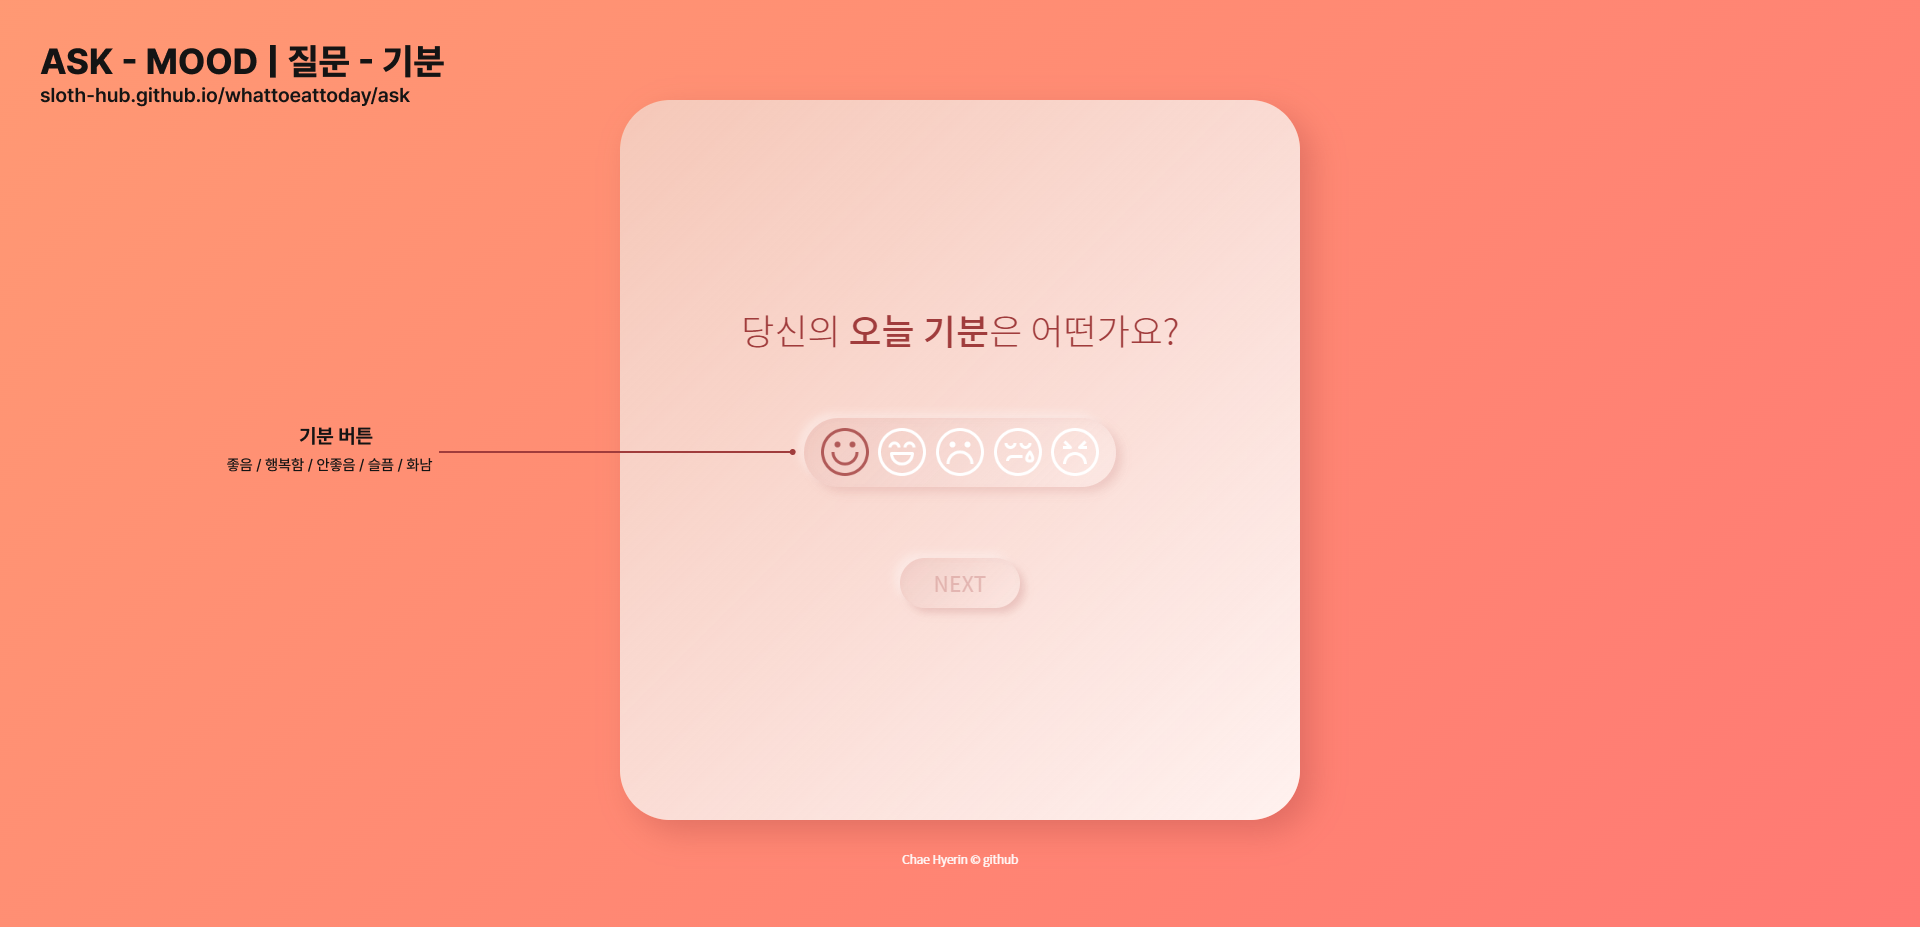 ASK - MOOD | 질문 - 기분
sloth-hub.github.io/whattoeattoday/ask
당신의 오늘 기분은 어떤가요?
기분 버튼
좋음 / 행복함 / 안좋음 / 슬픔 / 화남
NEXT
Chae Hyerin © github